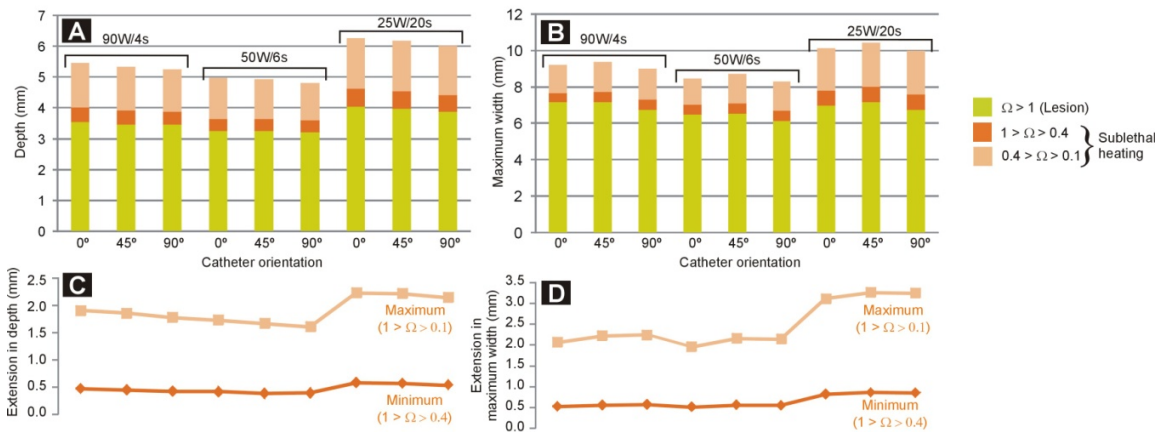 A
90W/4s
50W/6s
25W/20s
Depth (mm)
7
6
5
4
3
2
1
0
0º 45º 90º 0º 45º 90º 0º 45º 90º
Catheter orientation
B
90W/4s
50W/6s
25W/20s
Maximum width (mm)
12
10
8
6
4
2
0
0º 45º 90º 0º 45º 90º 0º 45º 90º
Catheter orientation
Ω > 1 (Lesion)
1 > Ω > 0.4
0.4 > Ω > 0.1
Sublethal
heating
C
Extension in depth (mm)
2.5
2.0
1.5
1.0
0.5
0.0
Maximum
(1 > Ω > 0.1)
Minimum
(1 > Ω > 0.4)
D
Extension in
maximum width (mm)
3.5
3.0
2.5
2.0
1.5
1.0
0.5
0.0
Maximum
(1 > Ω > 0.1)
Minimum
(1 > Ω > 0.4)